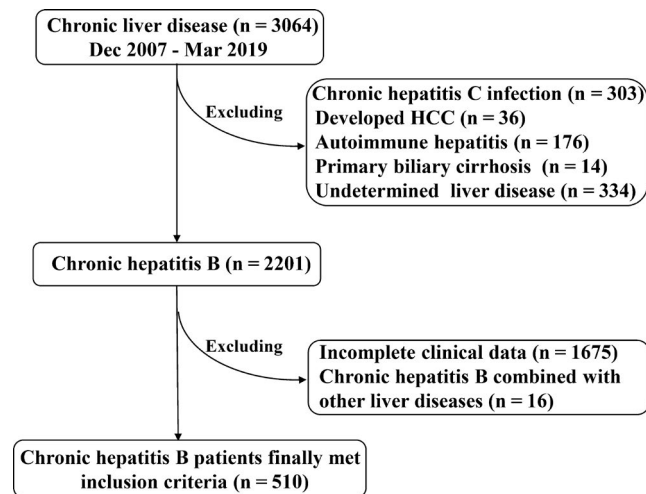 Chronic liver disease (n = 3064)
Dec 2007 - Mar 2019
Excluding
Chronic hepatitis C infection (n = 303)
Developed HCC (n = 36)
Autoimmune hepatitis (n = 176)
Primary biliary cirrhosis (n = 14)
Undetermined liver disease (n = 334)
Chronic hepatitis B (n = 2201)
Excluding
Incomplete clinical data (n = 1675)
Chronic hepatitis B combined with
other liver diseases (n = 16)
Chronic hepatitis B patients finally met
inclusion criteria (n = 510)